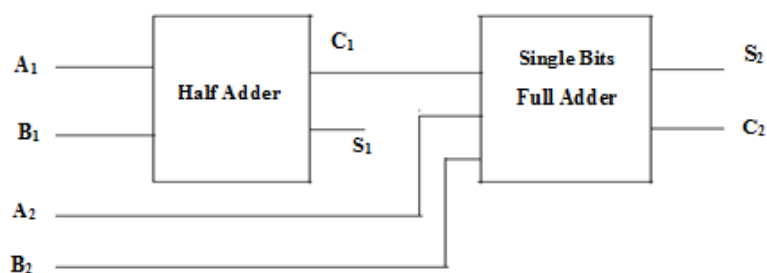 A₁
B₁
A₂
B₂
Half Adder
C₁
S₁
Single Bits
Full Adder
S₂
C₂